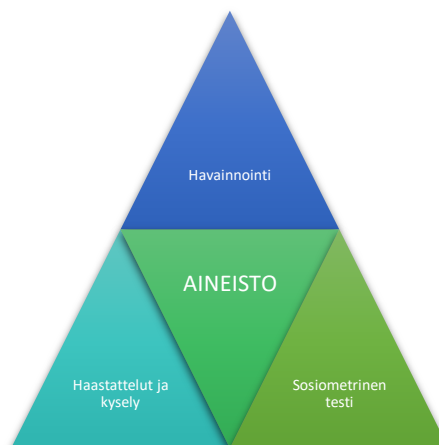 Havainnointi
AINEISTO
Haastattelut ja
kysely
Sosiometrinen
testi